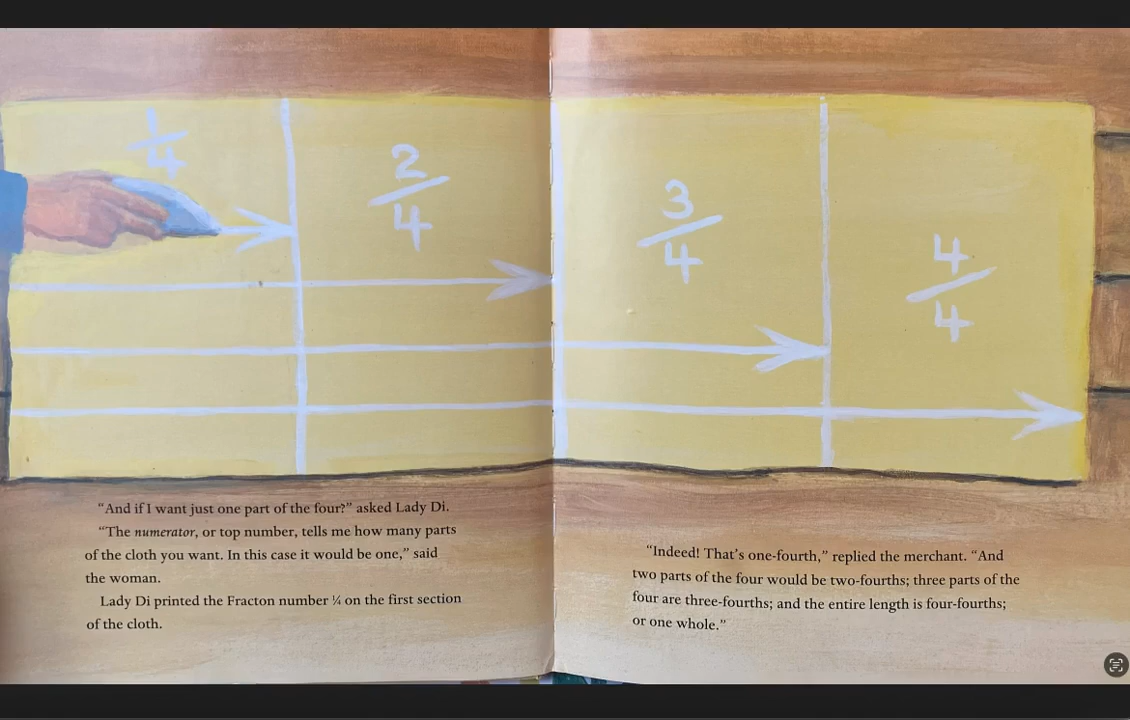 1/4
2/4
3/4
4/4
“And if I want just one part of the four?” asked Lady Di.
“The numerator, or top number, tells me how many parts
of the cloth you want. In this case it would be one,” said
the woman.
Lady Di printed the Fracton number ¼ on the first section
of the cloth.
“Indeed! That’s one-fourth,” replied the merchant. “And
two parts of the four would be two-fourths; three parts of the
four are three-fourths; and the entire length is four-fourths;
or one whole.”